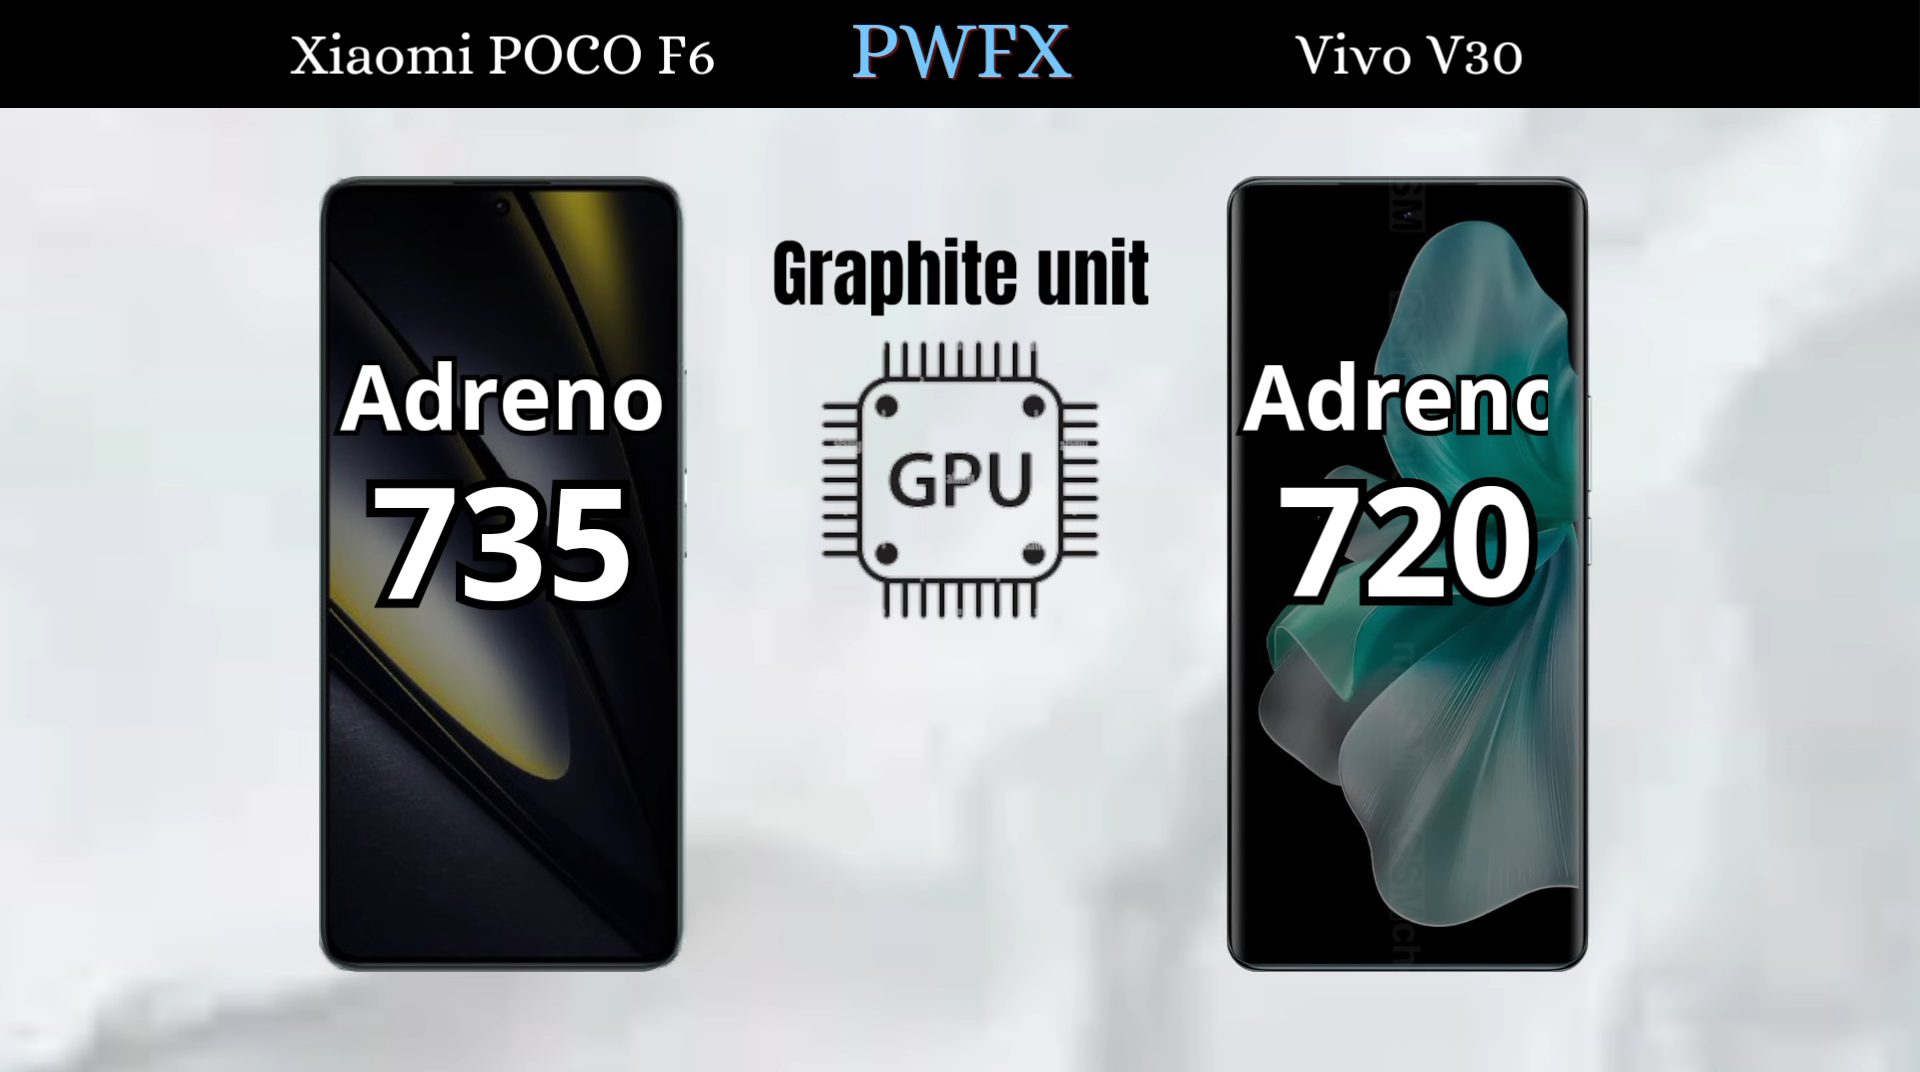 Xiaomi POCO F6
PWFX
Vivo V30
Graphite unit
Adreno
735
GPU
Adreno
720